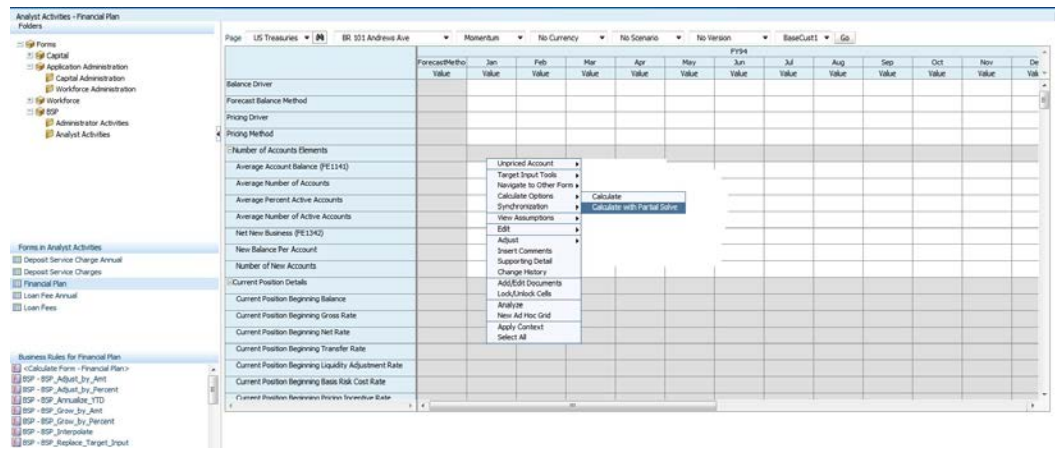 Analyst Activities - Financial Plan
Folders
Forms
Capital
Application Administration
Capital Administration
Workforce Administration
Workforce
BSP
Administrator Activities
Analyst Activities
Forms in Analyst Activities
Deposit Service Charge Annual
Deposit Service Charges
Financial Plan
Loan Fee Annual
Loan Fees
Business Rules for Financial Plan
<Calculate Form - Financial Plan>
BSP - BSP_Adjust_by_Amt
BSP - BSP_Adjust_by_Percent
BSP - BSP_Annualize_YTD
BSP - BSP_Grow_by_Amt
BSP - BSP_Grow_by_Percent
BSP - BSP_Interpolate
BSP - BSP_Replace_Target_Input
Page US Treasuries BR 101 Andrews Ave Momentum No Currency No Scenario No Version BaseCust1 Go
FY94
ForecastMetho Jan Feb Mar Apr May Jun Jul Aug Sep Oct Nov De
Value Value Value Value Value Value Value Value Value Value Value Value Val
Balance Driver
Forecast Balance Method
Pricing Driver
Pricing Method
Number of Accounts Elements
Average Account Balance (FE1141)
Average Number of Accounts
Average Percent Active Accounts
Average Number of Active Accounts
Net New Business (FE1342)
New Balance Per Account
Number of New Accounts
Current Position Details
Current Position Beginning Balance
Current Position Beginning Gross Rate
Current Position Beginning Net Rate
Current Position Beginning Transfer Rate
Current Position Beginning Liquidity Adjustment Rate
Current Position Beginning Basis Risk Cost Rate
Current Position Beginning Pricing Incentive Rate
Unpriced Account
Target Input Tools
Navigate to Other Form
Calculate Options
Synchronization
View Assumptions
Edit
Adjust
Insert Comments
Supporting Detail
Change History
Add/Edit Documents
Lock/Unlock Cells
Analyze
New Ad Hoc Grid
Apply Context
Select All
Calculate
Calculate with Partial Solve